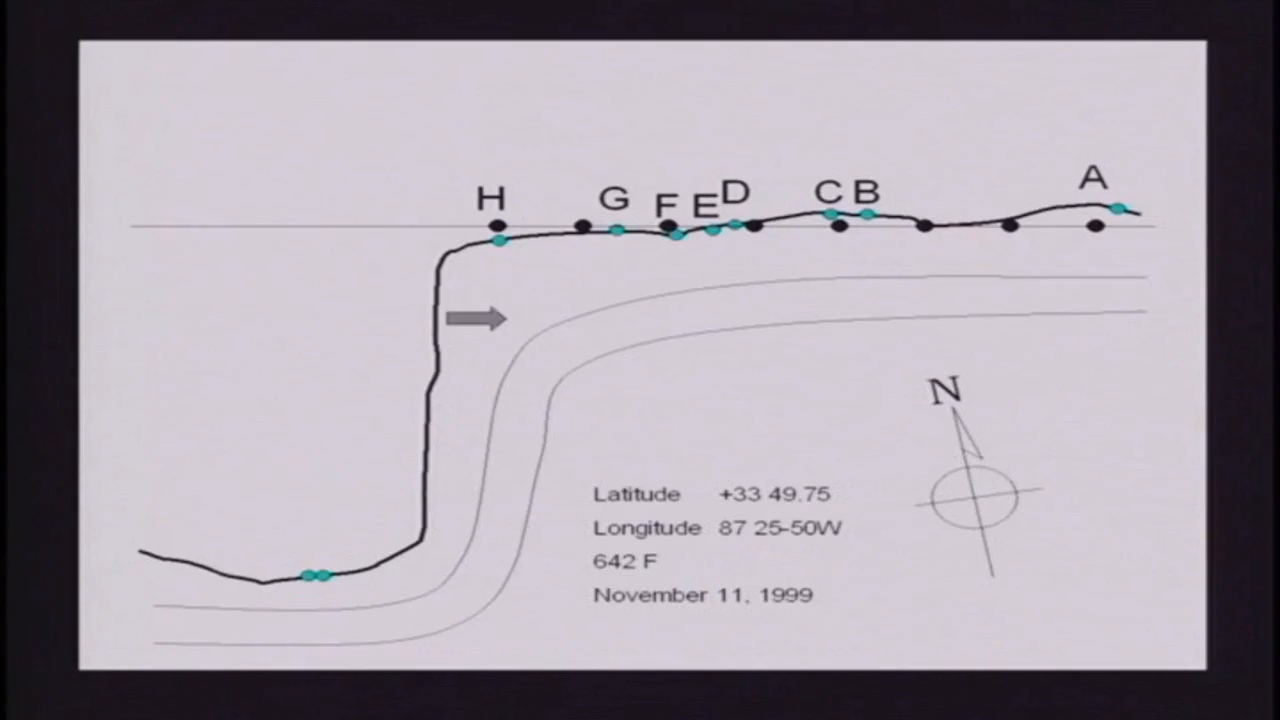 H G F E D C B A
N
Latitude +33 49.75
Longitude 87 25-50W
642 F
November 11, 1999